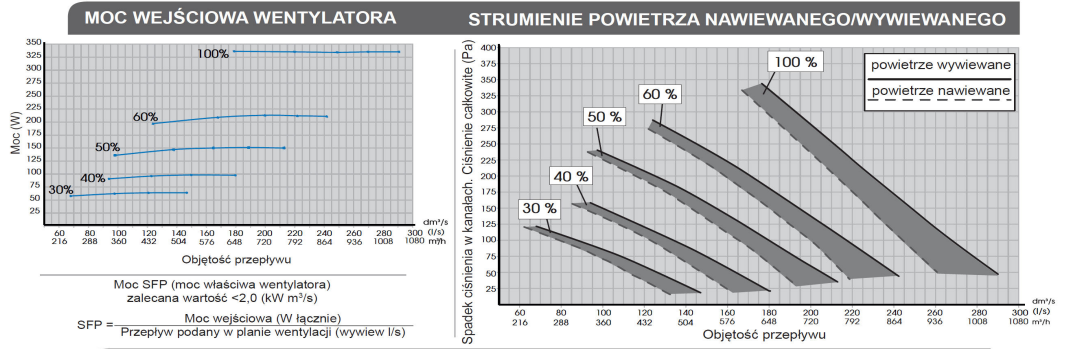 MOC WEJŚCIOWA WENTYLATORA
350
325
300
275
250
225
200
175
150
125
100
75
50
25
Moc (W)
100%
60%
50%
40%
30%
60 80 100 120 140 160 180 200 220 240 260 280 300
dm³/s
(l/s)
216 288 360 432 504 576 648 720 792 864 936 1008 1080
m³/h
Objętość przepływu
Moc SFP (moc właściwa wentylatora)
zalecana wartość <2,0 (kW m³/s)
SFP = Moc wejściowa (W łącznie)
Przepływ podany w planie wentylacji (wywiew l/s)
STRUMIENIE POWIETRZA NAWIEWANEGO/WYWIEWANEGO
Spadek ciśnienia w kanałach. Ciśnienie całkowite (Pa)
400
375
350
325
300
275
250
225
200
175
150
125
100
75
50
25
100 %
60 %
50 %
40 %
30 %
powietrze wywiewane
powietrze nawiewane
60 80 100 120 140 160 180 200 220 240 260 280 300
dm³/s
(l/s)
216 288 360 432 504 576 648 720 792 864 936 1008 1080
m³/h
Objętość przepływu